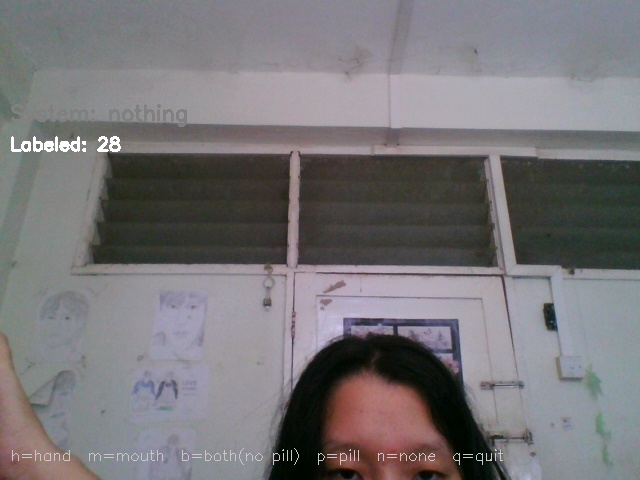 System: nothing
Labeled: 28
h=hand m=mouth b=both(no pill) p=pill n=none q=quit